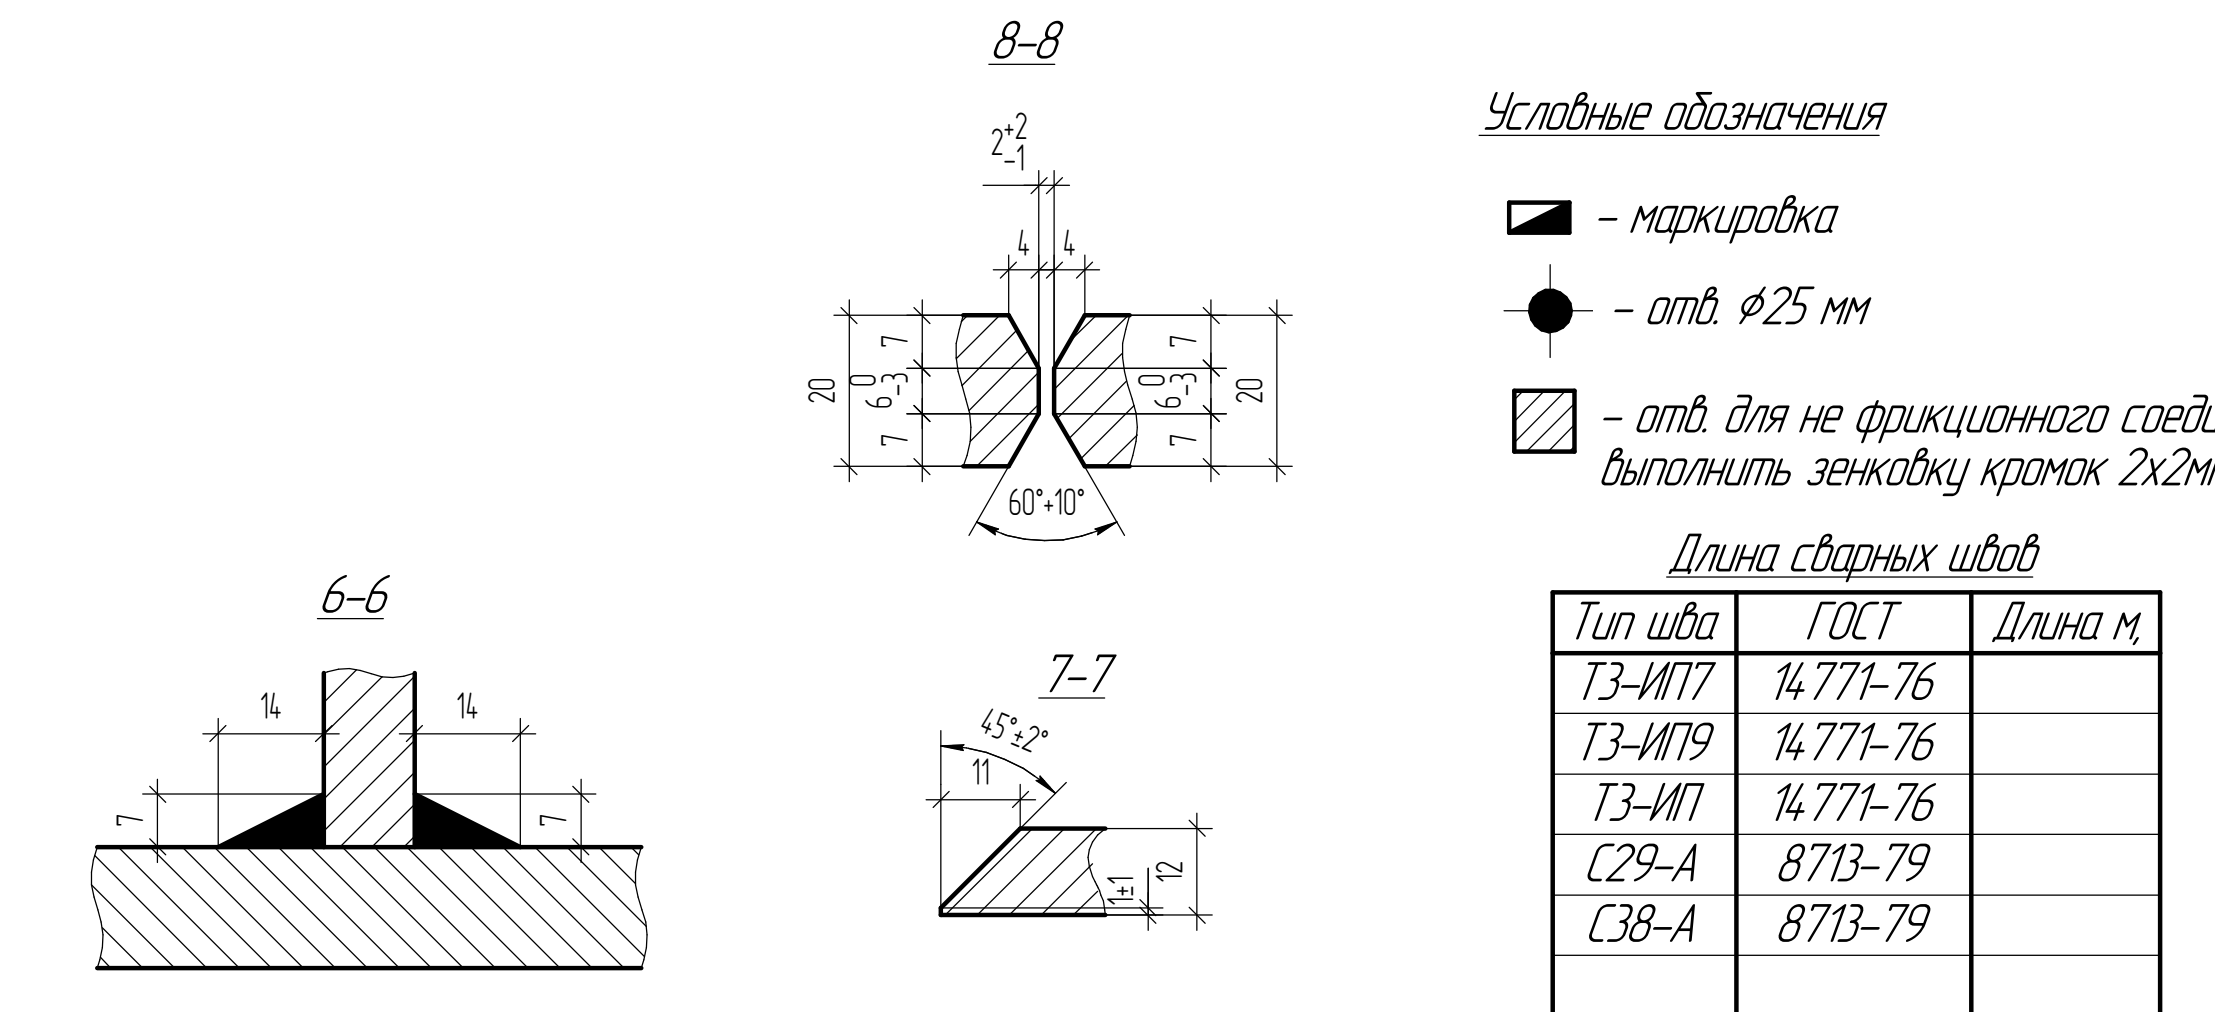 8-8
2 +2 -1
4 4
7 7
20 6 0 -3 6 0 -3 20
7 7
60°+10°
6-6
14 14
7 7
7-7
45°±2°
11
1±1 12
Условные обозначения
- маркировка
- отв. ϕ25 мм
- отв. для не фрикционного
выполнить зенковку кромок
Длина сварных швов
Тип шва ГОСТ Длина м,
Т3-ИП7 14771-76
Т3-ИП9 14771-76
Т3-ИП 14771-76
С29-А 8713-79
С38-А 8713-79